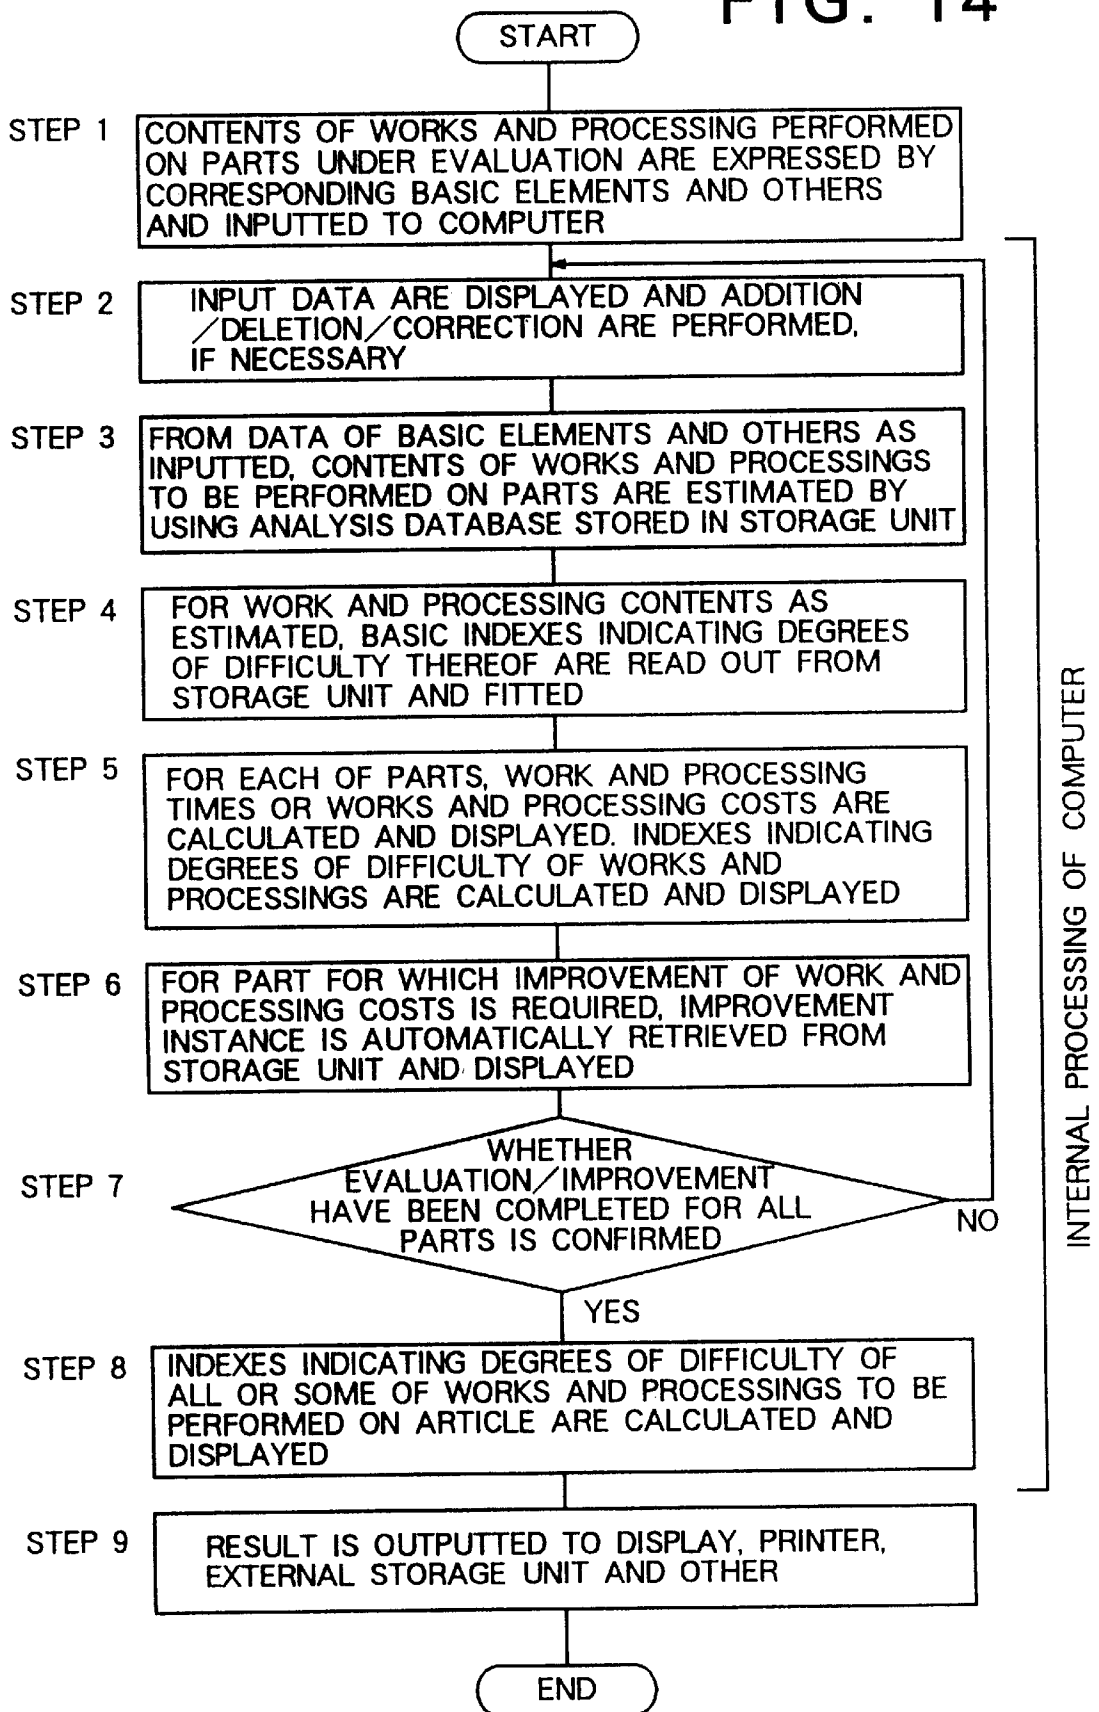 FIG. 14
START
STEP 1
CONTENTS OF WORKS AND PROCESSING PERFORMED
ON PARTS UNDER EVALUATION ARE EXPRESSED BY
CORRESPONDING BASIC ELEMENTS AND OTHERS
AND INPUTTED TO COMPUTER
STEP 2
INPUT DATA ARE DISPLAYED AND ADDITION
/DELETION/CORRECTION ARE PERFORMED,
IF NECESSARY
STEP 3
FROM DATA OF BASIC ELEMENTS AND OTHERS AS
INPUTTED, CONTENTS OF WORKS AND PROCESSINGS
TO BE PERFORMED ON PARTS ARE ESTIMATED BY
USING ANALYSIS DATABASE STORED IN STORAGE UNIT
STEP 4
FOR WORK AND PROCESSING CONTENTS AS
ESTIMATED, BASIC INDEXES INDICATING DEGREES
OF DIFFICULTY THEREOF ARE READ OUT FROM
STORAGE UNIT AND FITTED
STEP 5
FOR EACH OF PARTS, WORK AND PROCESSING
TIMES OR WORKS AND PROCESSING COSTS ARE
CALCULATED AND DISPLAYED. INDEXES INDICATING
DEGREES OF DIFFICULTY OF WORKS AND
PROCESSINGS ARE CALCULATED AND DISPLAYED
STEP 6
FOR PART FOR WHICH IMPROVEMENT OF WORK AND
PROCESSING COSTS IS REQUIRED, IMPROVEMENT
INSTANCE IS AUTOMATICALLY RETRIEVED FROM
STORAGE UNIT AND DISPLAYED
STEP 7
WHETHER
EVALUATION/IMPROVEMENT
HAVE BEEN COMPLETED FOR ALL
PARTS IS CONFIRMED
NO
YES
STEP 8
INDEXES INDICATING DEGREES OF DIFFICULTY OF
ALL OR SOME OF WORKS AND PROCESSINGS TO BE
PERFORMED ON ARTICLE ARE CALCULATED AND
DISPLAYED
STEP 9
RESULT IS OUTPUTTED TO DISPLAY, PRINTER,
EXTERNAL STORAGE UNIT AND OTHER
END
INTERNAL PROCESSING OF COMPUTER